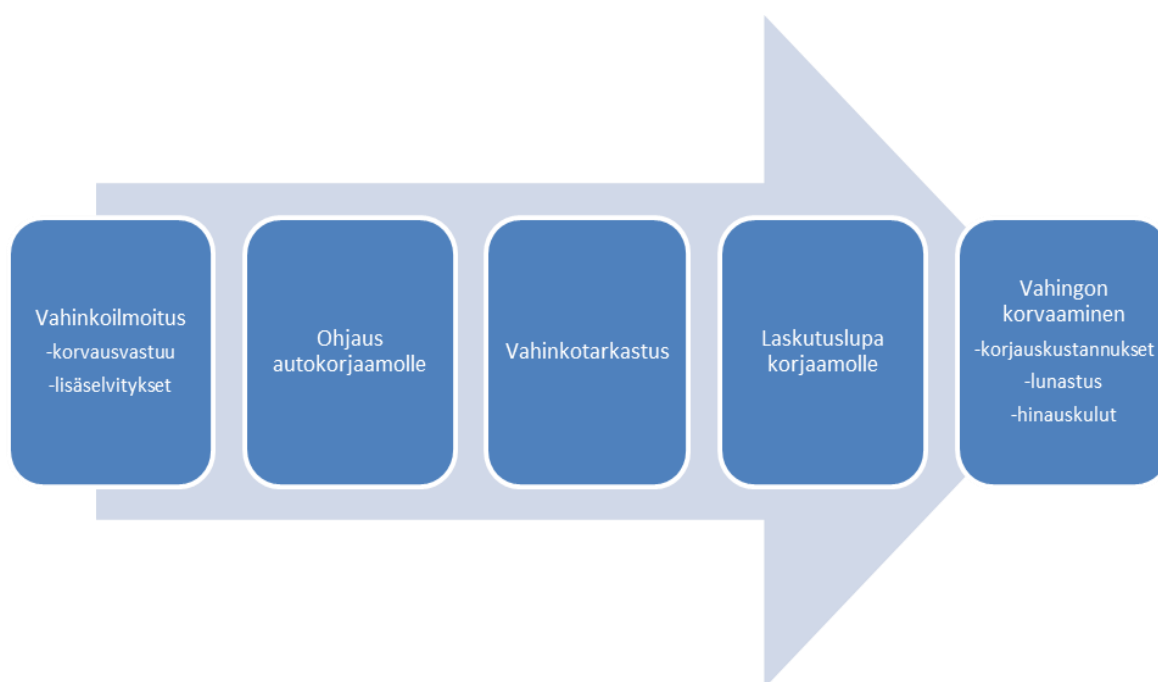 Vahinkoilmoitus
-korvausvastuu
-lisäselvitykset
Ohjaus
autokorjaamolle
Vahinkotarkastus
Laskutuslupa
korjaamolle
Vahingon
korvaaminen
-korjauskustannukset
-lunastus
-hinauskulut